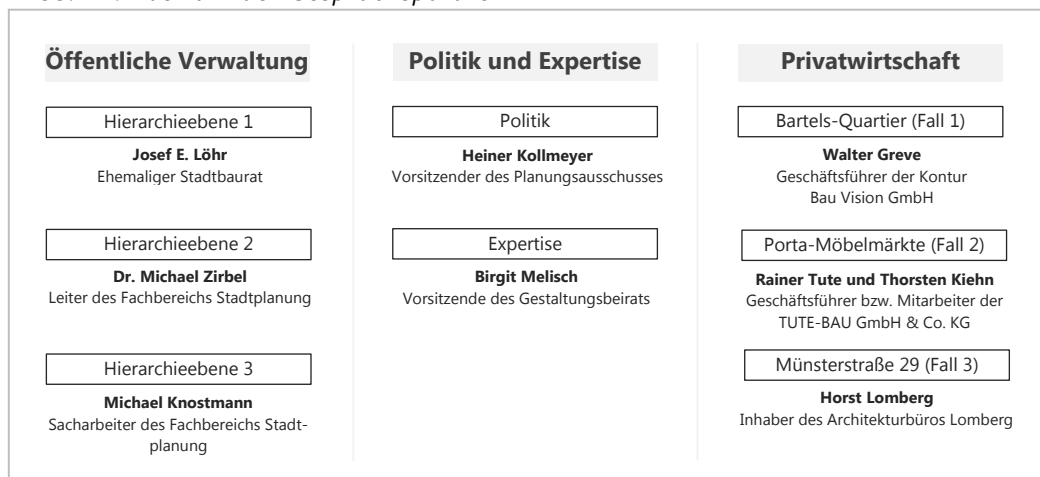 Öffentliche Verwaltung
Hierarchieebene 1
Josef E. Löhr
Ehemaliger Stadtbaurat
Hierarchieebene 2
Dr. Michael Zirbel
Leiter des Fachbereichs Stadtplanung
Hierarchieebene 3
Michael Knostmann
Sacharbeiter des Fachbereichs Stadt-
planung
Politik und Expertise
Politik
Heiner Kollmeyer
Vorsitzender des Planungsausschusses
Expertise
Birgit Melisch
Vorsitzende des Gestaltungsbeirats
Privatwirtschaft
Bartels-Quartier (Fall 1)
Walter Greve
Geschäftsführer der Kontur
Bau Vision GmbH
Porta-Möbelmärkte (Fall 2)
Rainer Tute und Thorsten Kiehn
Geschäftsführer bzw. Mitarbeiter der
TUTE-BAU GmbH & Co. KG
Münsterstraße 29 (Fall 3)
Horst Lomberg
Inhaber des Architekturbüros Lomberg